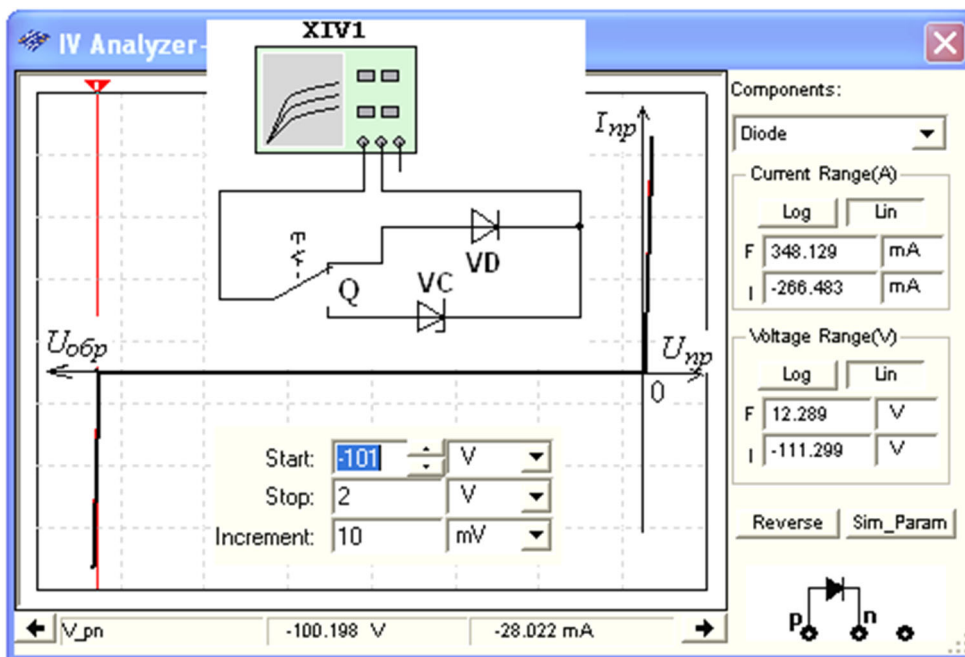 IV Analyzer-
XIV1
Components:
Diode
Current Range(A)
Log Lin
F 348.129 mA
I -266.483 mA
Voltage Range(V)
Log Lin
F 12.289 V
I -111.299 V
Reverse Sim_Param
p n
Iпр
Uобр
Uпр
0
VD
Q
VC
Start: -101 V
Stop: 2 V
Increment: 10 mV
V_pn -100.198 V -28.022 mA